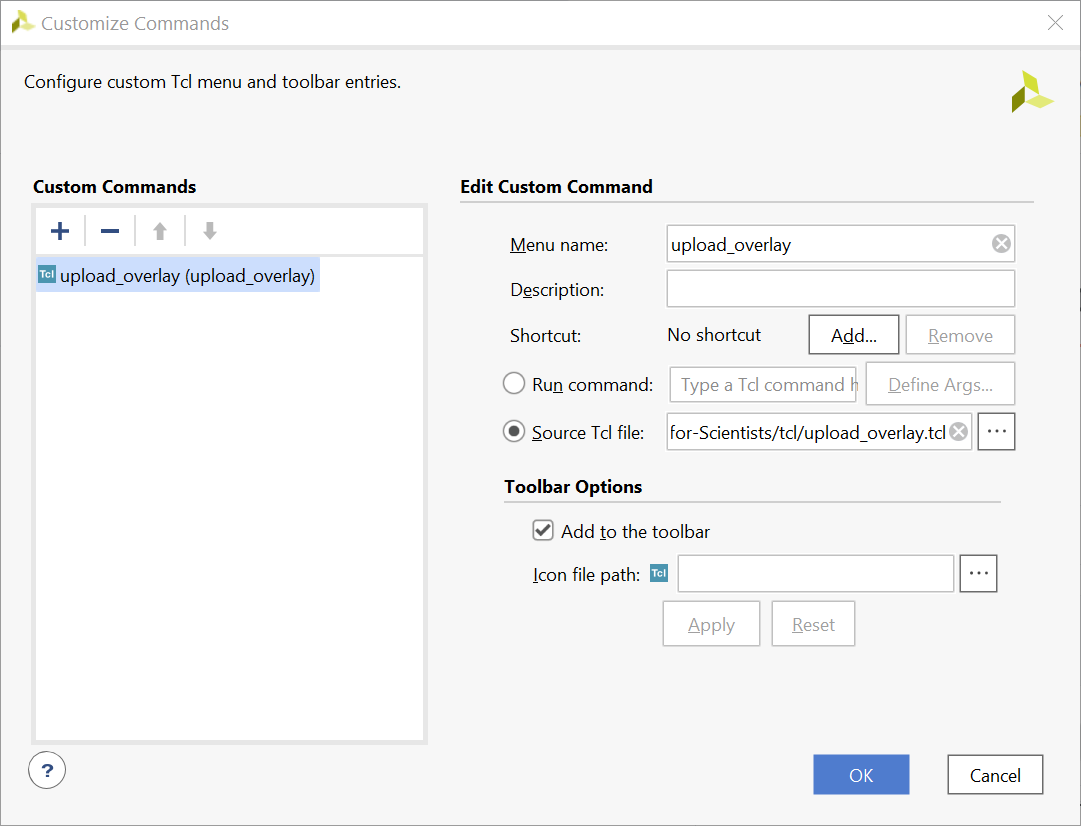 Customize Commands
Configure custom Tcl menu and toolbar entries.
Custom Commands
Tcl upload_overlay (upload_overlay)
Edit Custom Command
Menu name: upload_overlay
Description:
Shortcut: No shortcut Add... Remove
Run command: Type a Tcl command h Define Args...
Source Tcl file: for-Scientists/tcl/upload_overlay.tcl ...
Toolbar Options
Add to the toolbar
Icon file path: Tcl ...
Apply Reset
? OK Cancel